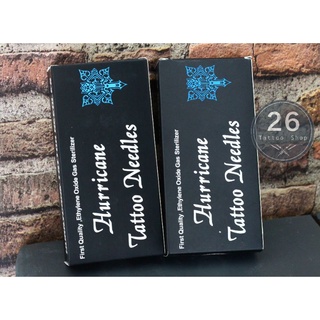 First Quality ,Ethylene Oxide Gas Sterilizer
Hurricane
Tattoo Needles
First Quality ,Ethylene Oxide Gas Sterilizer
Hurricane
Tattoo Needles
26
Tattoo Shop